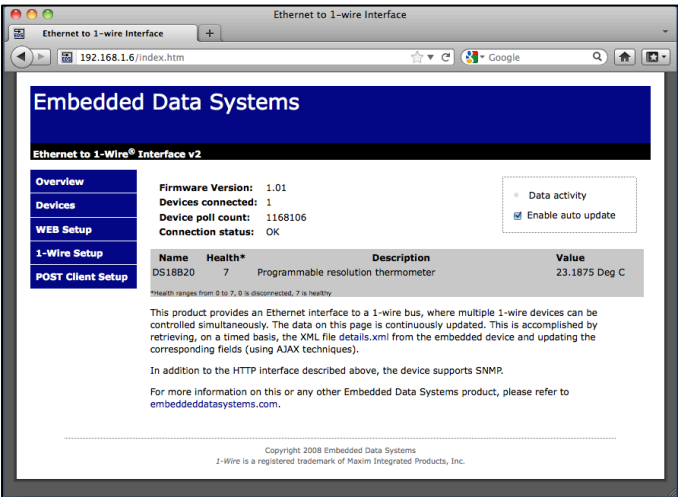 Ethernet to 1-wire Interface
Ethernet to 1-wire Interface
192.168.1.6/index.htm
Google
Embedded Data Systems
Ethernet to 1-Wire® Interface v2
Overview
Devices
WEB Setup
1-Wire Setup
POST Client Setup
Firmware Version: 1.01
Devices connected: 1
Device poll count: 1168106
Connection status: OK
Data activity
Enable auto update
Name Health* Description Value
DS18B20 7 Programmable resolution thermometer 23.1875 Deg C
*Health ranges from 0 to 7, 0 is disconnected, 7 is healthy
This product provides an Ethernet interface to a 1-wire bus, where multiple 1-wire devices can be
controlled simultaneously. The data on this page is continuously updated. This is accomplished by
retrieving, on a timed basis, the XML file details.xml from the embedded device and updating the
corresponding fields (using AJAX techniques).
In addition to the HTTP interface described above, the device supports SNMP.
For more information on this or any other Embedded Data Systems product, please refer to
embeddeddatasystems.com.
Copyright 2008 Embedded Data Systems
1-Wire is a registered trademark of Maxim Integrated Products, Inc.